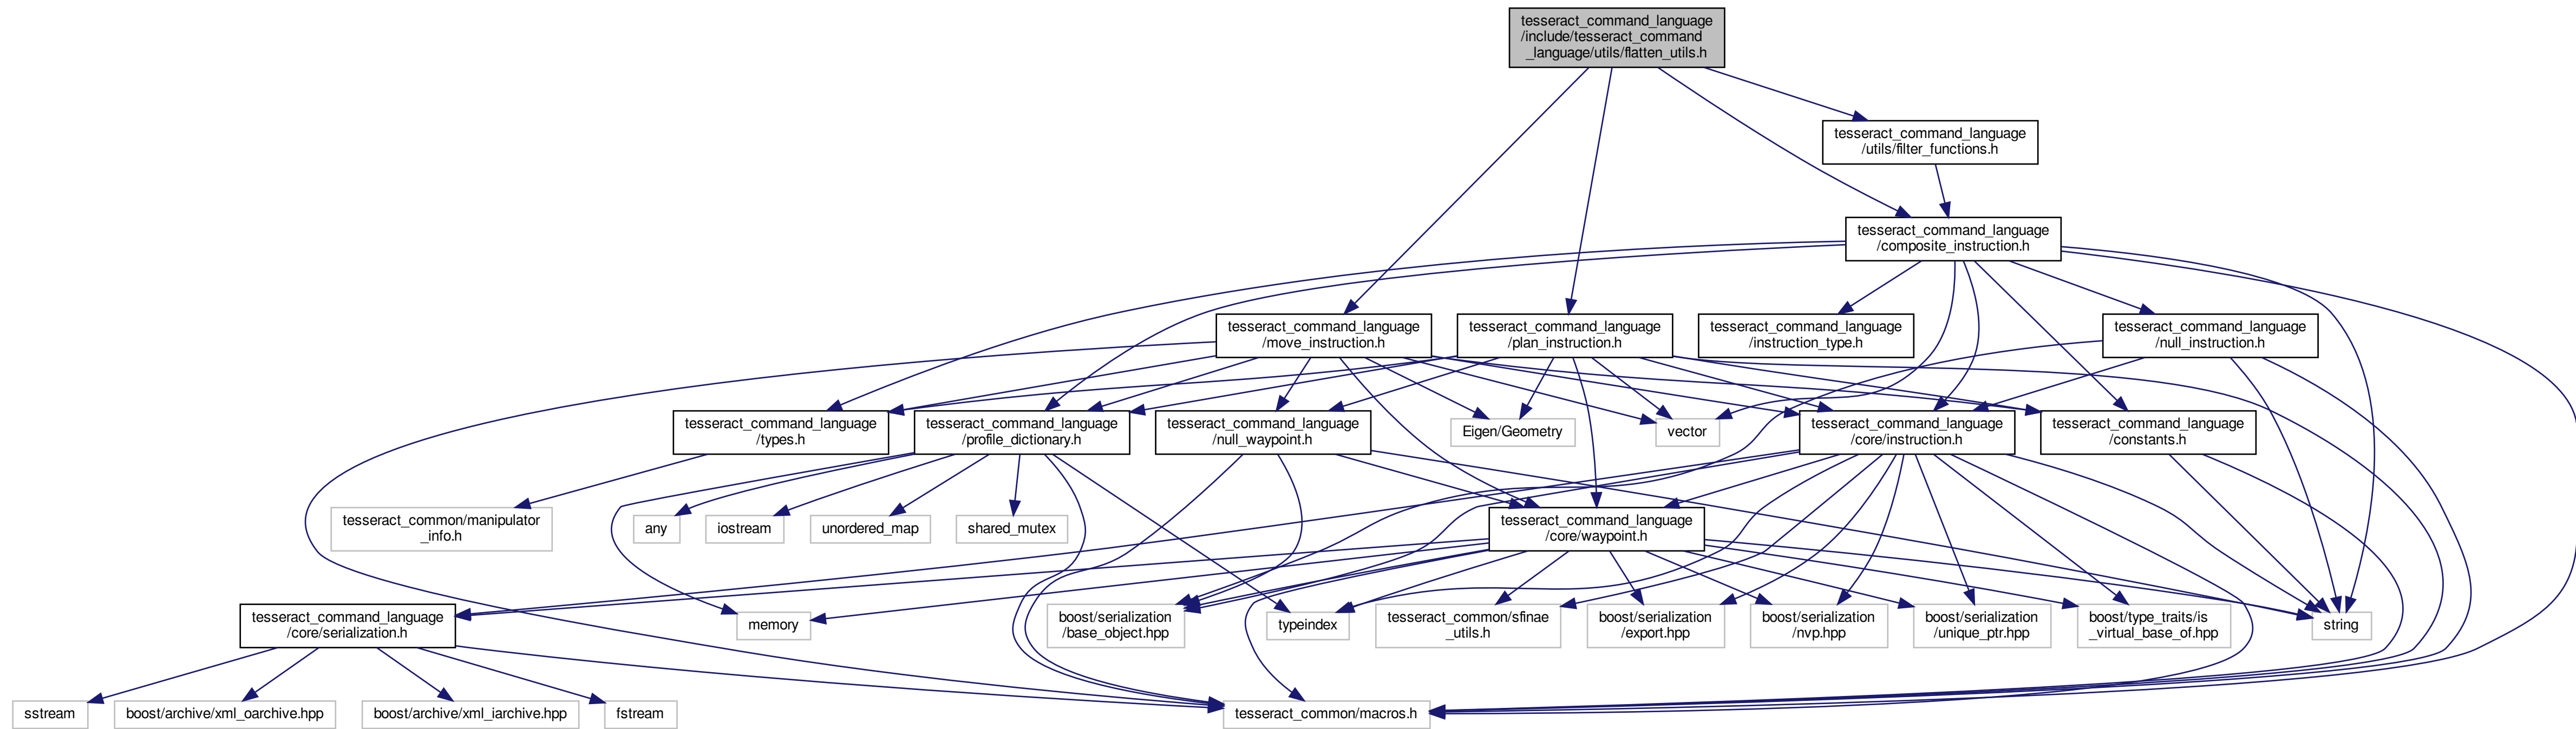 tesseract_command_language
/include/tesseract_command
_language/utils/flatten_utils.h
tesseract_command_language
/utils/filter_functions.h
tesseract_command_language
/composite_instruction.h
tesseract_command_language
/move_instruction.h
tesseract_command_language
/plan_instruction.h
tesseract_command_language
/instruction_type.h
tesseract_command_language
/null_instruction.h
tesseract_command_language
/types.h
tesseract_command_language
/profile_dictionary.h
tesseract_command_language
/null_waypoint.h
Eigen/Geometry
vector
tesseract_command_language
/core/instruction.h
tesseract_command_language
/constants.h
tesseract_common/manipulator
_info.h
any
iostream
unordered_map
shared_mutex
tesseract_command_language
/core/waypoint.h
tesseract_command_language
/core/serialization.h
memory
boost/serialization
/base_object.hpp
typeindex
tesseract_common/sfinae
_utils.h
boost/serialization
/export.hpp
boost/serialization
/nvp.hpp
boost/serialization
/unique_ptr.hpp
boost/type_traits/is
_virtual_base_of.hpp
string
sstream
boost/archive/xml_oarchive.hpp
boost/archive/xml_iarchive.hpp
fstream
tesseract_common/macros.h